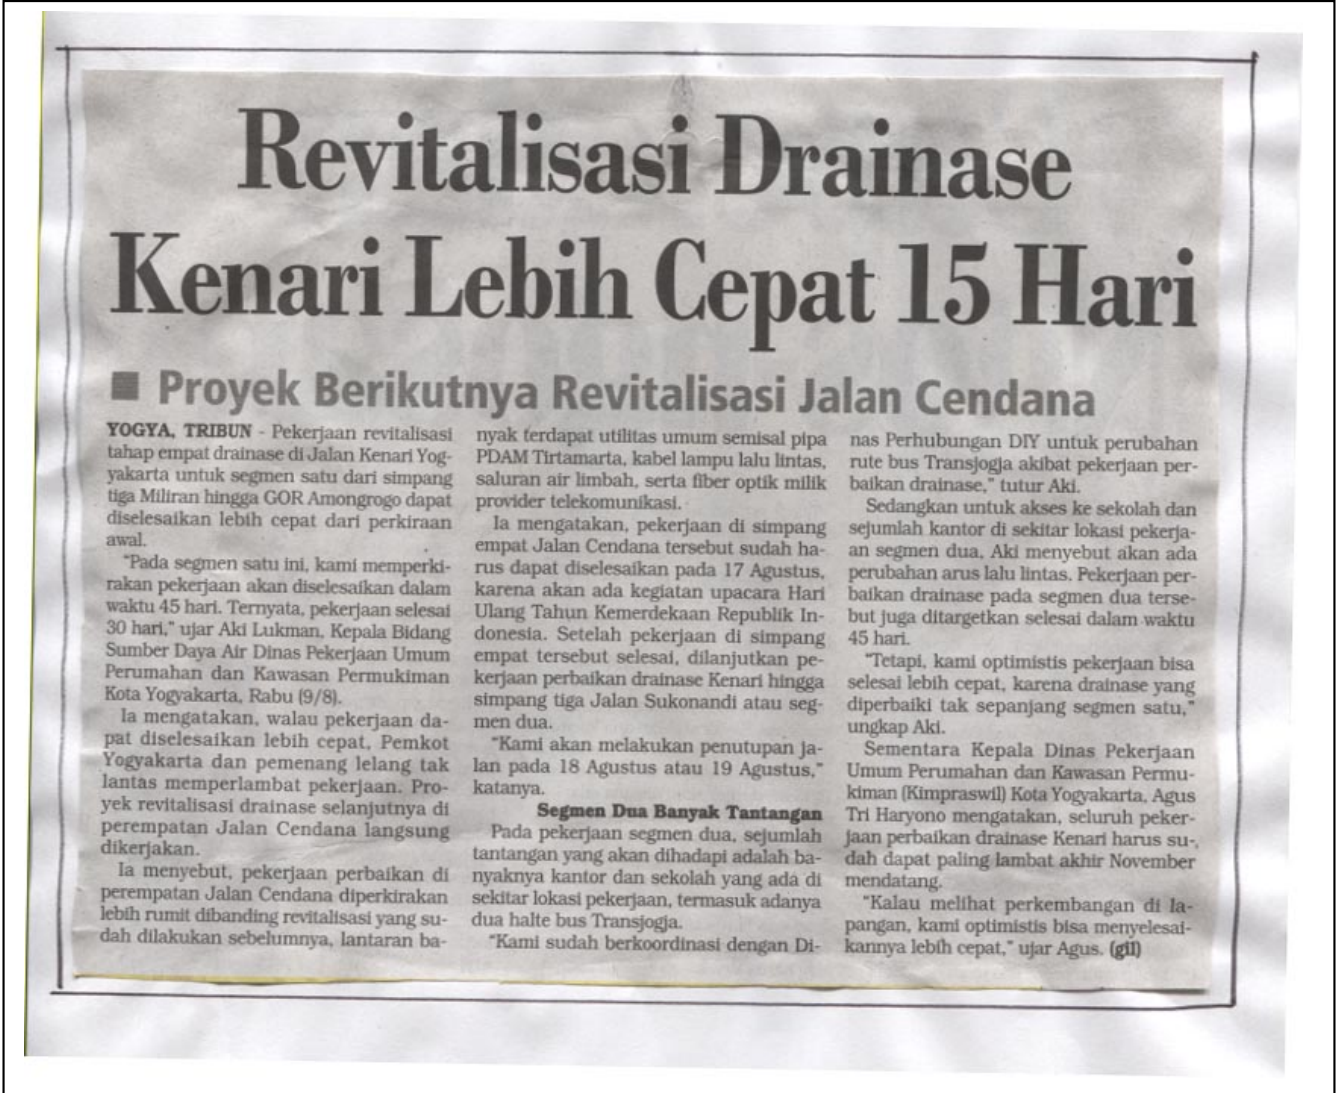 Revitalisasi Drainase
Kenari Lebih Cepat 15 Hari
■ Proyek Berikutnya Revitalisasi Jalan Cendana
YOGYA, TRIBUN - Pekerjaan revitalisasi
tahap empat drainase di Jalan Kenari Yog-
yakarta untuk segmen satu dari simpang
tiga Miliran hingga GOR Amongrogo dapat
diselesaikan lebih cepat dari perkiraan
awal.
"Pada segmen satu ini, kami memperki-
rakan pekerjaan akan diselesaikan dalam
waktu 45 hari. Ternyata, pekerjaan selesai
30 hari," ujar Aki Lukman, Kepala Bidang
Sumber Daya Air Dinas Pekerjaan Umum
Perumahan dan Kawasan Permukiman
Kota Yogyakarta, Rabu (9/8).
Ia mengatakan, walau pekerjaan da-
pat diselesaikan lebih cepat, Pemkot
Yogyakarta dan pemenang lelang tak
lantas memperlambat pekerjaan. Pro-
yek revitalisasi drainase selanjutnya di
perempatan Jalan Cendana langsung
dikerjakan.
Ia menyebut, pekerjaan perbaikan di
perempatan Jalan Cendana diperkirakan
lebih rumit dibanding revitalisasi yang su-
dah dilakukan sebelumnya, lantaran ba-
nyak terdapat utilitas umum semisal pipa
PDAM Tirtamarta, kabel lampu lalu lintas,
saluran air limbah, serta fiber optik milik
provider telekomunikasi.
Ia mengatakan, pekerjaan di simpang
empat Jalan Cendana tersebut sudah ha-
rus dapat diselesaikan pada 17 Agustus,
karena akan ada kegiatan upacara Hari
Ulang Tahun Kemerdekaan Republik In-
donesia. Setelah pekerjaan di simpang
empat tersebut selesai, dilanjutkan pe-
kerjaan perbaikan drainase Kenari hingga
simpang tiga Jalan Sukonandi atau seg-
men dua.
"Kami akan melakukan penutupan ja-
lan pada 18 Agustus atau 19 Agustus,"
katanya.
Segmen Dua Banyak Tantangan
Pada pekerjaan segmen dua, sejumlah
tantangan yang akan dihadapi adalah ba-
nyaknya kantor dan sekolah yang ada di
sekitar lokasi pekerjaan, termasuk adanya
dua halte bus Transjogja.
"Kami sudah berkoordinasi dengan Di-
nas Perhubungan DIY untuk perubahan
rute bus Transjogja akibat pekerjaan per-
baikan drainase," tutur Aki.
Sedangkan untuk akses ke sekolah dan
sejumlah kantor di sekitar lokasi pekerja-
an segmen dua, Aki menyebut akan ada
perubahan arus lalu lintas. Pekerjaan per-
baikan drainase pada segmen dua terse-
but juga ditargetkan selesai dalam waktu
45 hari.
"Tetapi, kami optimistis pekerjaan bisa
selesai lebih cepat, karena drainase yang
diperbaiki tak sepanjang segmen satu,"
ungkap Aki.
Sementara Kepala Dinas Pekerjaan
Umum Perumahan dan Kawasan Permu-
kiman (Kimpraswil) Kota Yogyakarta, Agus
Tri Haryono mengatakan, seluruh peker-
jaan perbaikan drainase Kenari harus su-
dah dapat paling lambat akhir November
mendatang.
"Kalau melihat perkembangan di la-
pangan, kami optimistis bisa menyelesai-
kannya lebih cepat," ujar Agus. (gil)